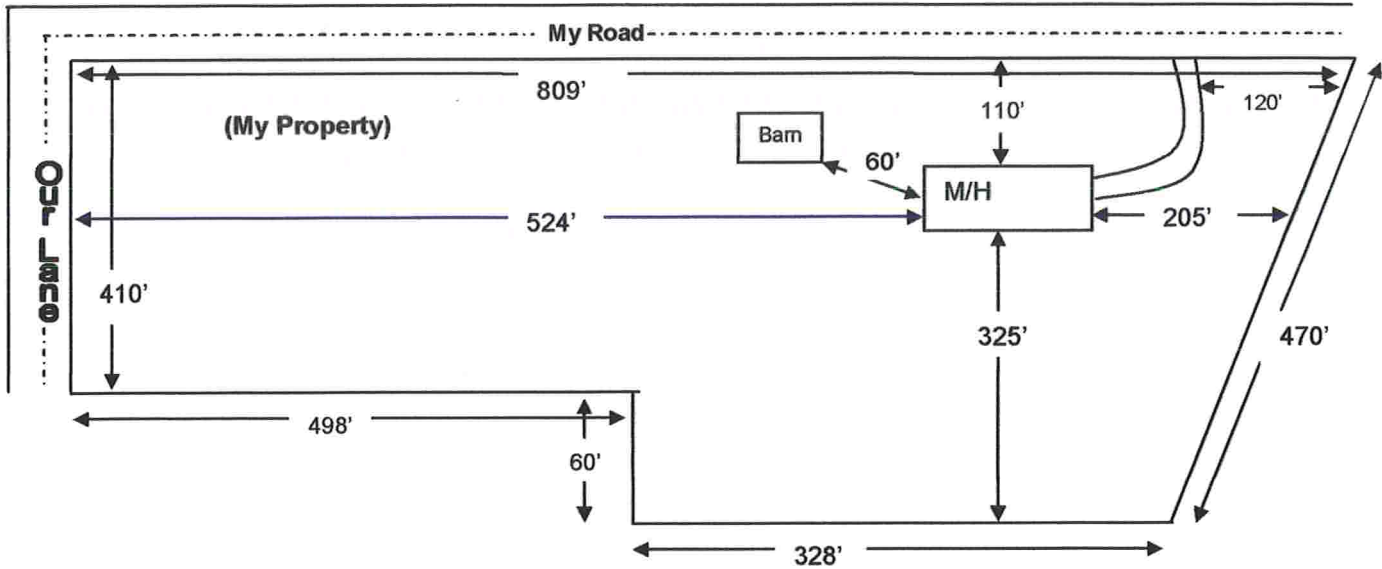 My Road
809’
(My Property)
110’
120’
Barn
60’
M/H
Our Lane
524’
205’
410’
325’
470’
498’
60’
328’